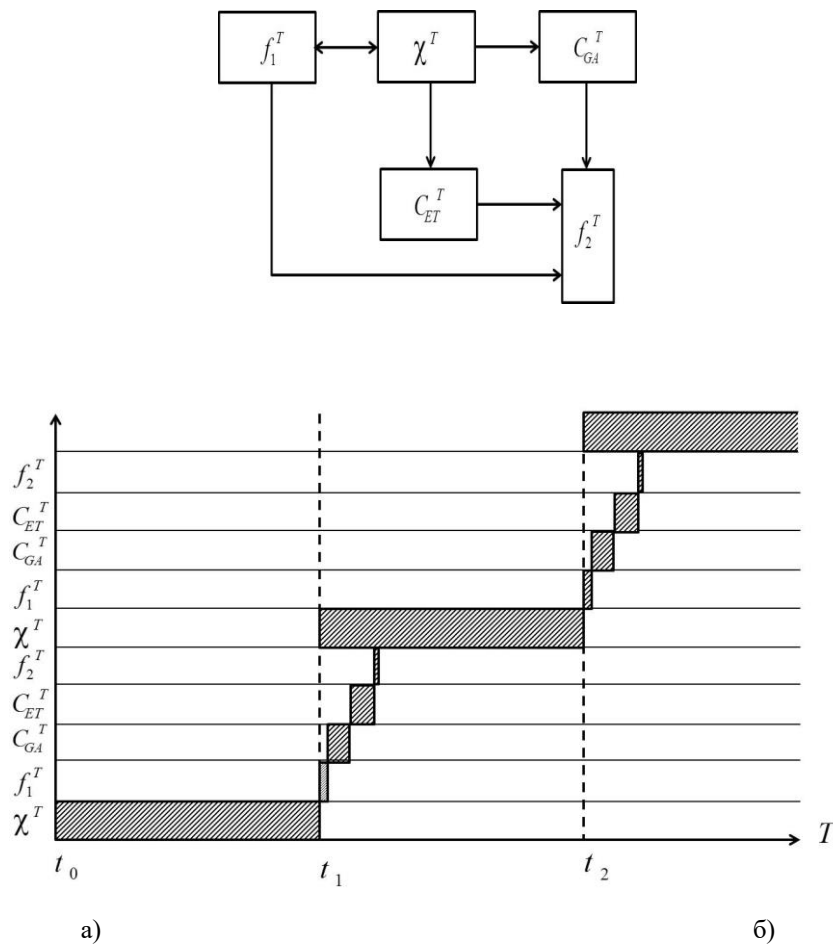 f₁ᵀ χᵀ C_GAᵀ
C_ETᵀ
f₂ᵀ
f₂ᵀ
C_ETᵀ
C_GAᵀ
f₁ᵀ
χᵀ
f₂ᵀ
C_ETᵀ
C_GAᵀ
f₁ᵀ
χᵀ
T
t₀ t₁ t₂
а) б)